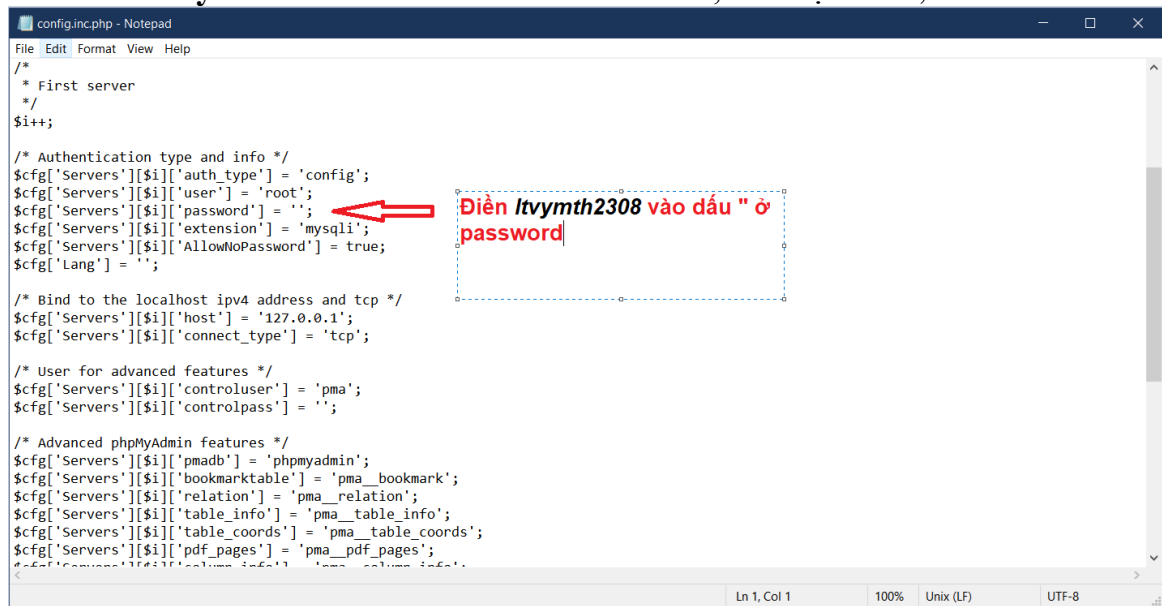 config.inc.php - Notepad
File Edit Format View Help
/*
* First server
*/
$i++;
/* Authentication type and info */
$cfg['Servers'][$i]['auth_type'] = 'config';
$cfg['Servers'][$i]['user'] = 'root';
$cfg['Servers'][$i]['password'] = '';
$cfg['Servers'][$i]['extension'] = 'mysqli';
$cfg['Servers'][$i]['AllowNoPassword'] = true;
$cfg['Lang'] = '';
Điền ltvymth2308 vào dấu " ở
password
/* Bind to the localhost ipv4 address and tcp */
$cfg['Servers'][$i]['host'] = '127.0.0.1';
$cfg['Servers'][$i]['connect_type'] = 'tcp';
/* User for advanced features */
$cfg['Servers'][$i]['controluser'] = 'pma';
$cfg['Servers'][$i]['controlpass'] = '';
/* Advanced phpMyAdmin features */
$cfg['Servers'][$i]['pmadb'] = 'phpmyadmin';
$cfg['Servers'][$i]['bookmarktable'] = 'pma__bookmark';
$cfg['Servers'][$i]['relation'] = 'pma__relation';
$cfg['Servers'][$i]['table_info'] = 'pma__table_info';
$cfg['Servers'][$i]['table_coords'] = 'pma__table_coords';
$cfg['Servers'][$i]['pdf_pages'] = 'pma__pdf_pages';
Ln 1, Col 1 100% Unix (LF) UTF-8